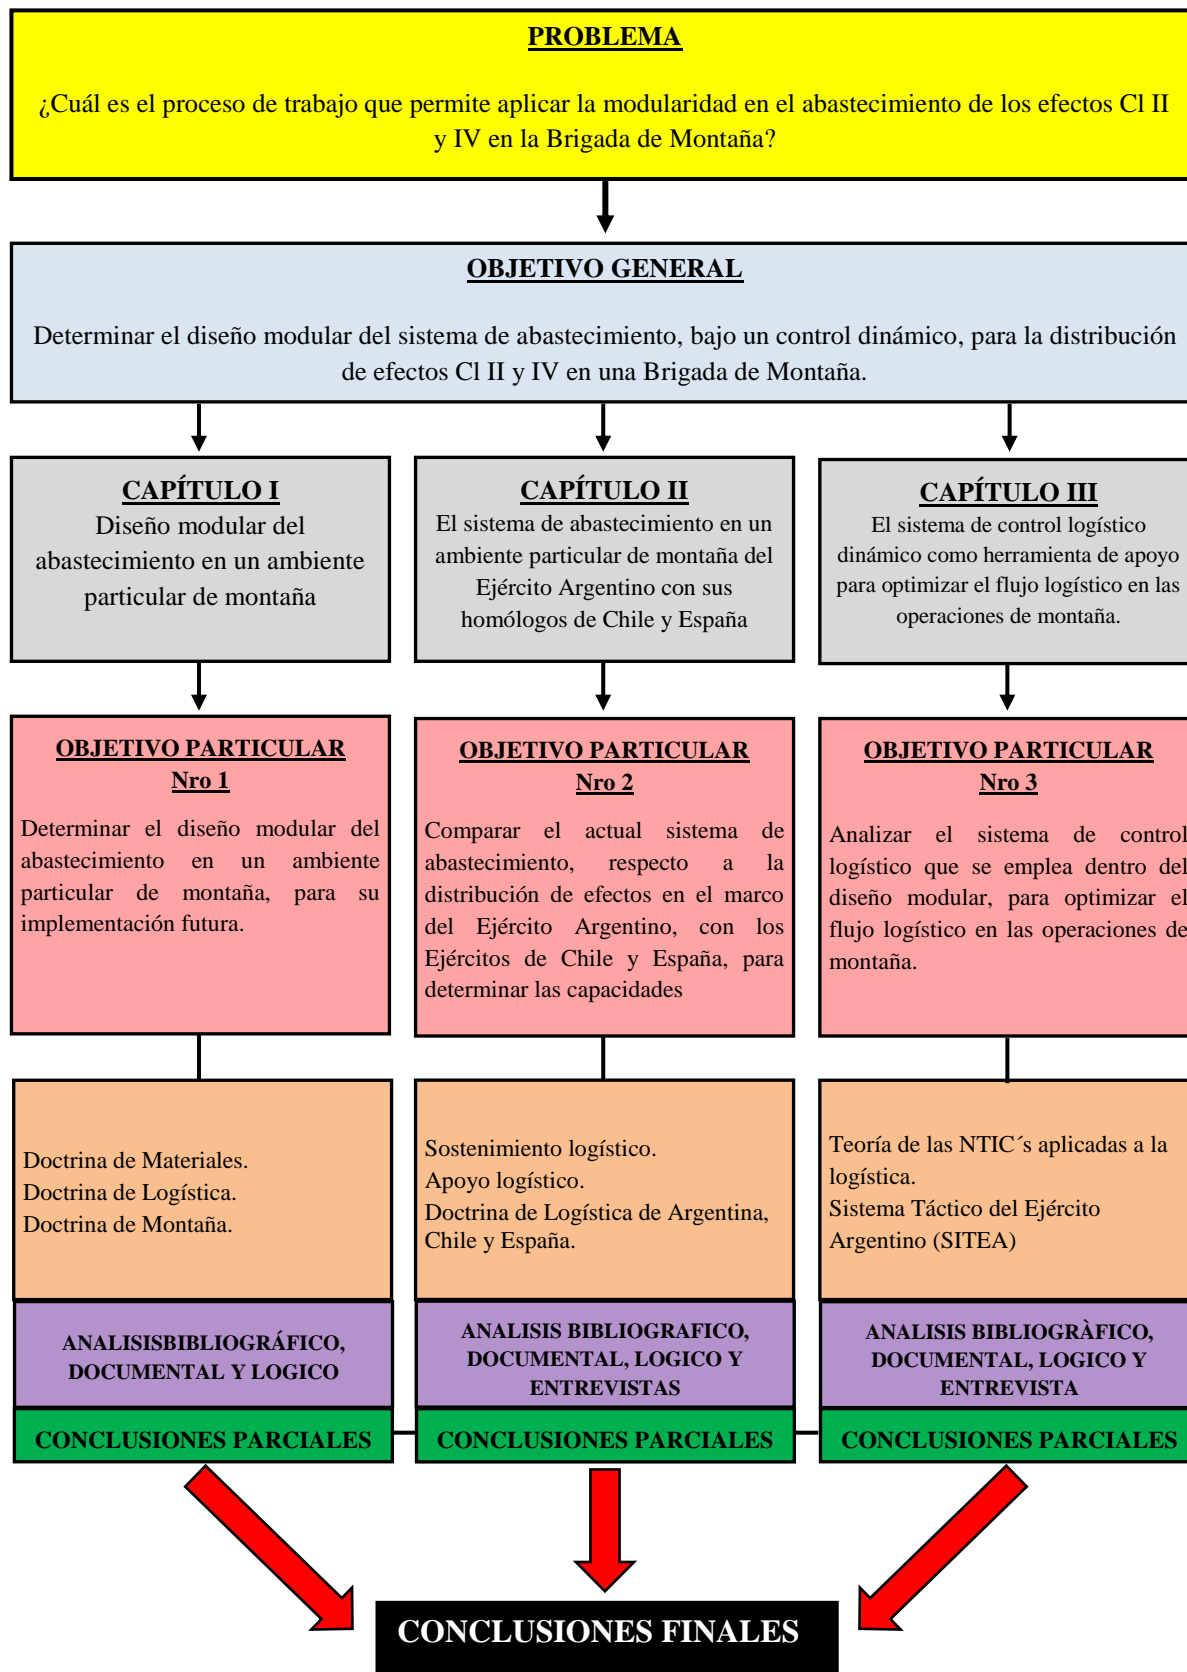 PROBLEMA
¿Cuál es el proceso de trabajo que permite aplicar la modularidad en el abastecimiento de los efectos Cl II
y IV en la Brigada de Montaña?
OBJETIVO GENERAL
Determinar el diseño modular del sistema de abastecimiento, bajo un control dinámico, para la distribución
de efectos Cl II y IV en una Brigada de Montaña.
CAPÍTULO I
Diseño modular del
abastecimiento en un ambiente
particular de montaña
CAPÍTULO II
El sistema de abastecimiento en un
ambiente particular de montaña del
Ejército Argentino con sus
homólogos de Chile y España
CAPÍTULO III
El sistema de control logístico
dinámico como herramienta de apoyo
para optimizar el flujo logístico en las
operaciones de montaña.
OBJETIVO PARTICULAR
Nro 1
Determinar el diseño modular del
abastecimiento en un ambiente
particular de montaña, para su
implementación futura.
OBJETIVO PARTICULAR
Nro 2
Comparar el actual sistema de
abastecimiento, respecto a la
distribución de efectos en el marco
del Ejército Argentino, con los
Ejércitos de Chile y España, para
determinar las capacidades
OBJETIVO PARTICULAR
Nro 3
Analizar el sistema de control
logístico que se emplea dentro del
diseño modular, para optimizar el
flujo logístico en las operaciones de
montaña.
Doctrina de Materiales.
Doctrina de Logística.
Doctrina de Montaña.
Sostenimiento logístico.
Apoyo logístico.
Doctrina de Logística de Argentina,
Chile y España.
Teoría de las NTIC´s aplicadas a la
logística.
Sistema Táctico del Ejército
Argentino (SITEA)
ANALISISBIBLIOGRÁFICO,
DOCUMENTAL Y LOGICO
ANALISIS BIBLIOGRAFICO,
DOCUMENTAL, LOGICO Y
ENTREVISTAS
ANALISIS BIBLIOGRÀFICO,
DOCUMENTAL, LOGICO Y
ENTREVISTA
CONCLUSIONES PARCIALES
CONCLUSIONES PARCIALES
CONCLUSIONES PARCIALES
CONCLUSIONES FINALES